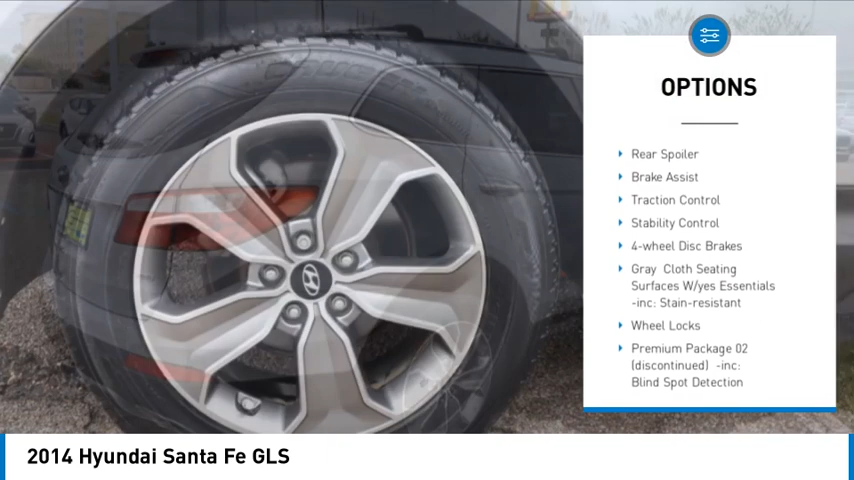 OPTIONS
Rear Spoiler
Brake Assist
Traction Control
Stability Control
4-wheel Disc Brakes
Gray Cloth Seating
Surfaces W/yes Essentials
-inc: Stain-resistant
Wheel Locks
Premium Package 02
(discontinued) -inc:
Blind Spot Detection
2014 Hyundai Santa Fe GLS